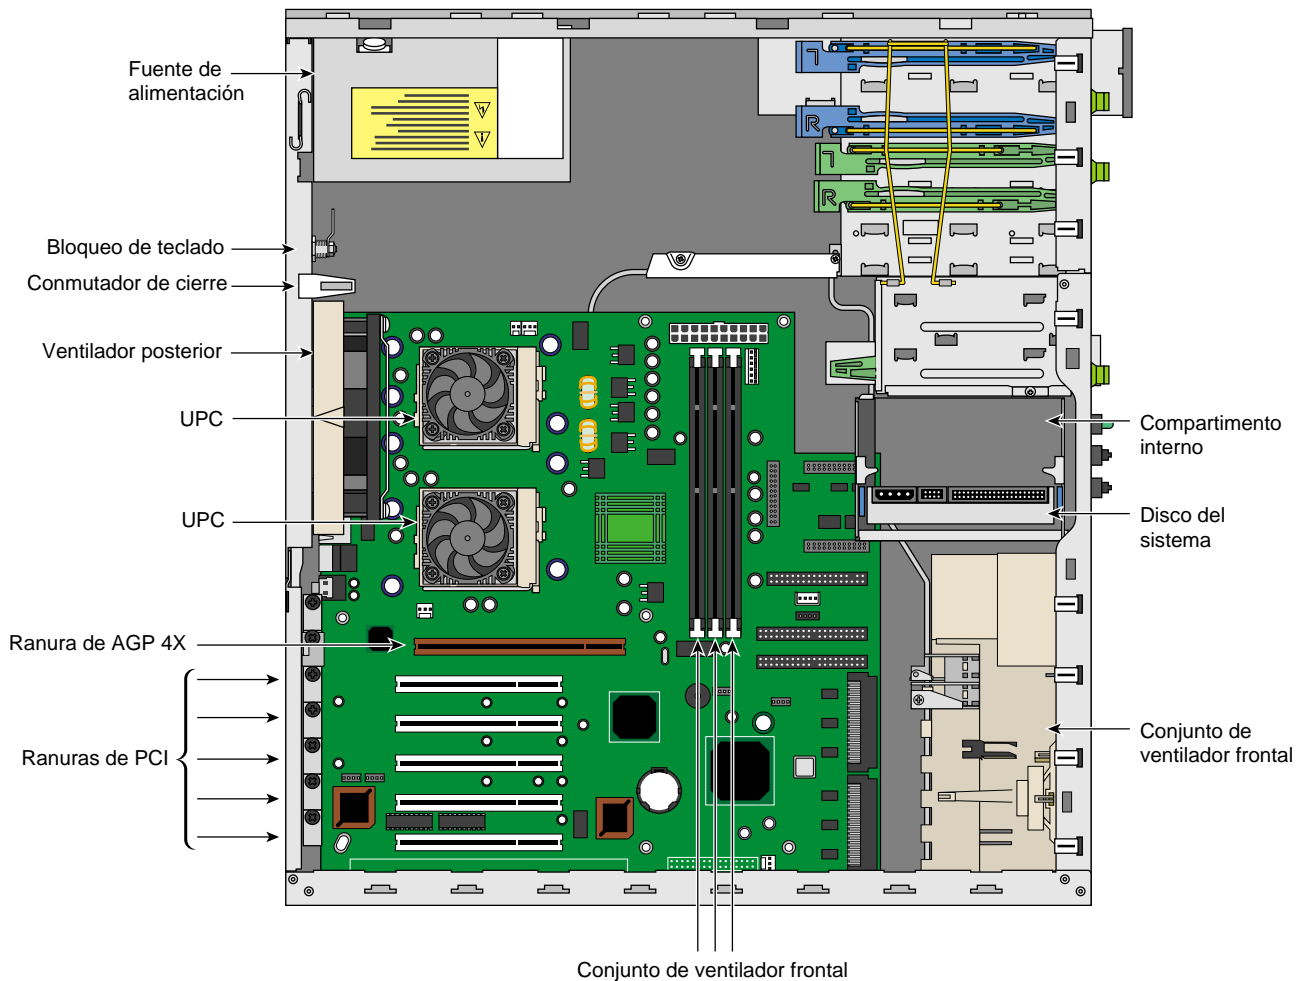 Fuente de
alimentación
Bloqueo de teclado
Conmutador de cierre
Ventilador posterior
UPC
UPC
Ranura de AGP 4X
Ranuras de PCI
L
R
L
R
Compartimento
interno
Disco del
sistema
Conjunto de
ventilador frontal
Conjunto de ventilador frontal